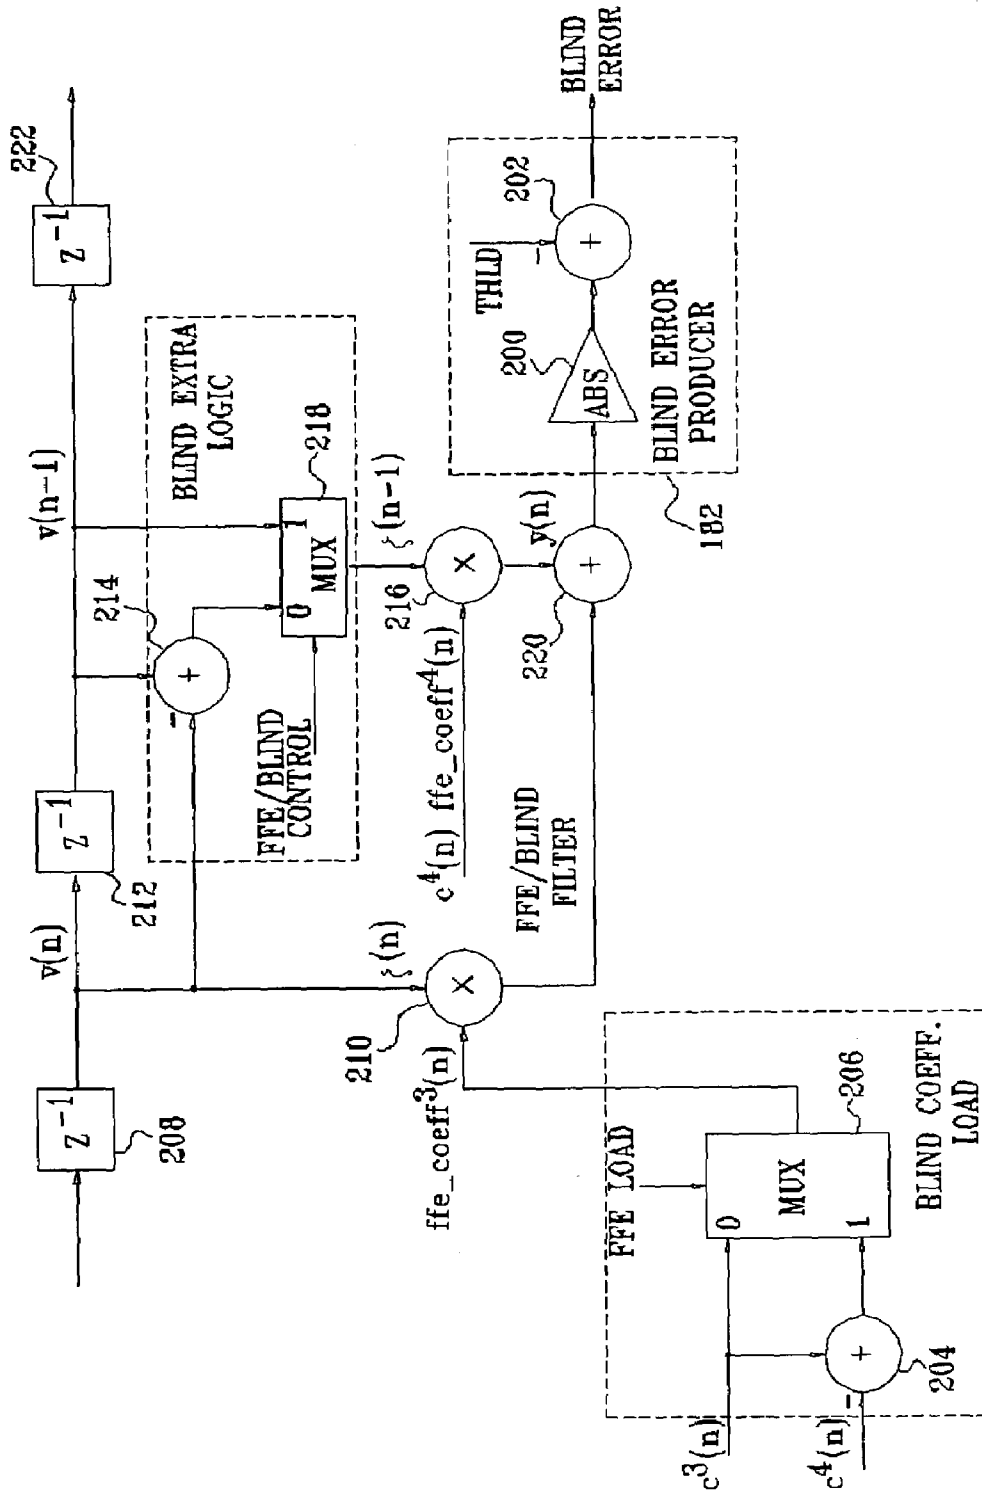 222
Z⁻¹
v(n-1)
Z⁻¹
212
v(n)
Z⁻¹
208
BLIND EXTRA
LOGIC
214
+
-
218
1
MUX
0
FFE/BLIND
CONTROL
ξ(n-1)
216
X
c⁴(n) ffe_coeff⁴(n)
ξ(n)
210
X
ffe_coeff³(n)
y(n)
220
+
FFE/BLIND
FILTER
BLIND
ERROR
202
THLD
-
+
200
ABS
BLIND ERROR
PRODUCER
182
FFE LOAD
206
MUX
0
1
BLIND COEFF.
LOAD
c³(n)
c⁴(n)
-
+
204